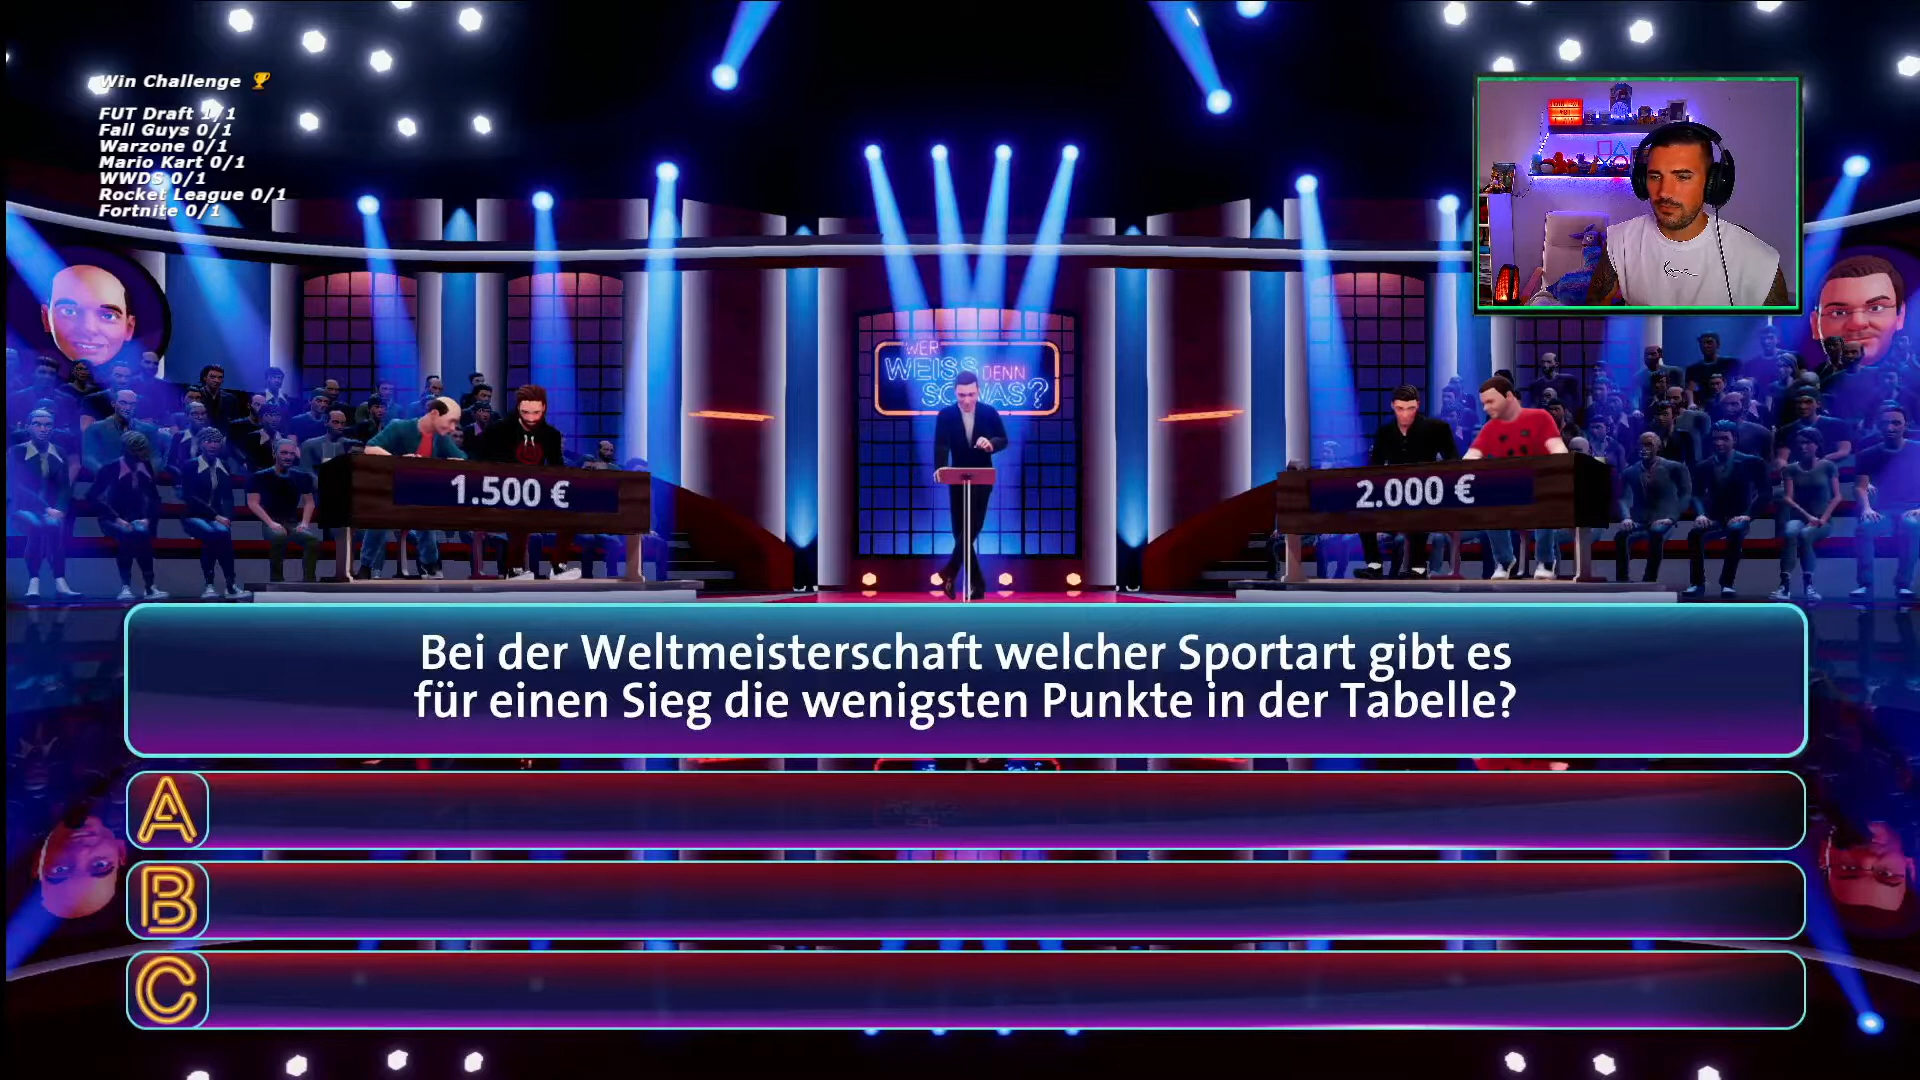 Win Challenge 🏆
FUT Draft 1/1
Fall Guys 0/1
Warzone 0/1
Mario Kart 0/1
WWDS 0/1
Rocket League 0/1
Fortnite 0/1
WER
WEISS DENN
SOWAS?
1.500 €
2.000 €
Bei der Weltmeisterschaft welcher Sportart gibt es
für einen Sieg die wenigsten Punkte in der Tabelle?
A
B
C